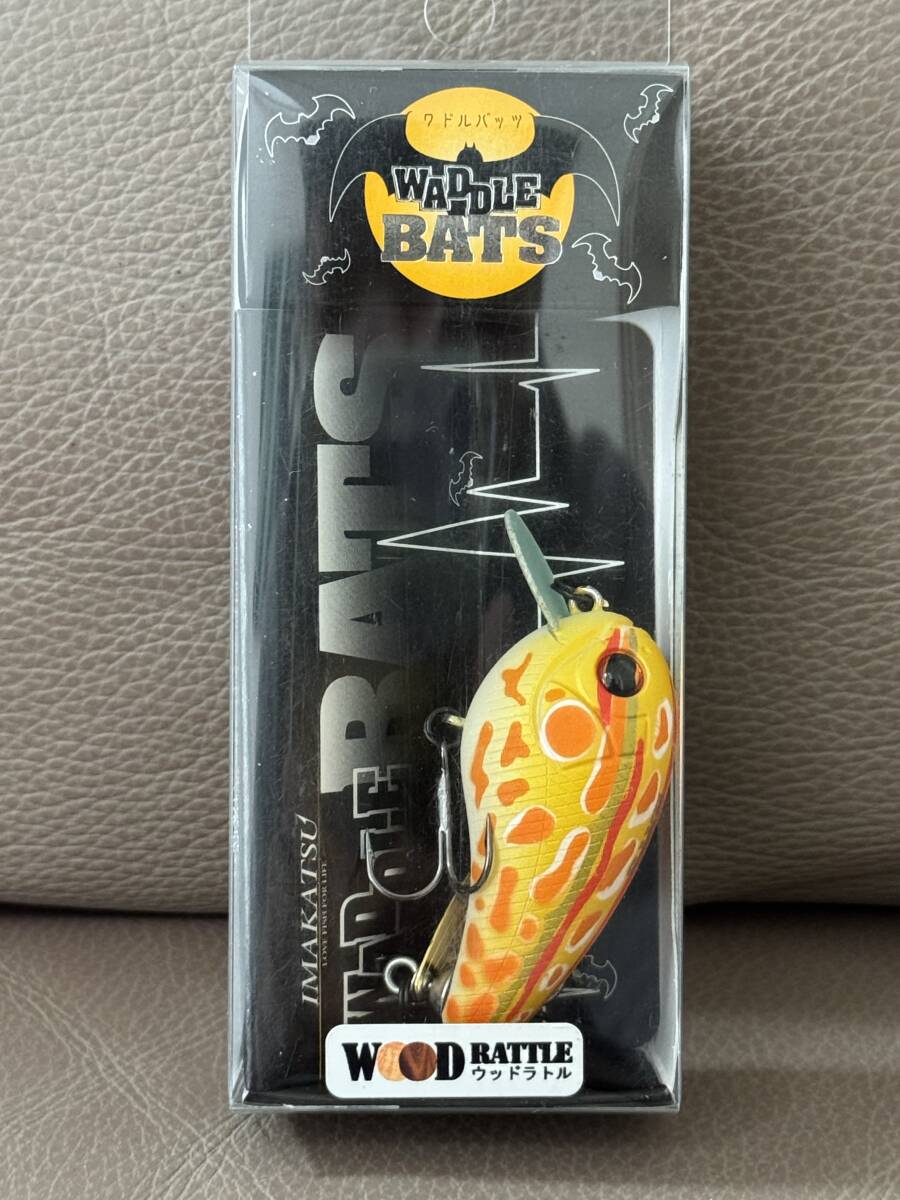 ワドルバッツ
WADDLE
BATS
WADDLE BATS
IMAKATSU
LOVE FISH FOR LIFE
WOOD RATTLE
ウッドラトル